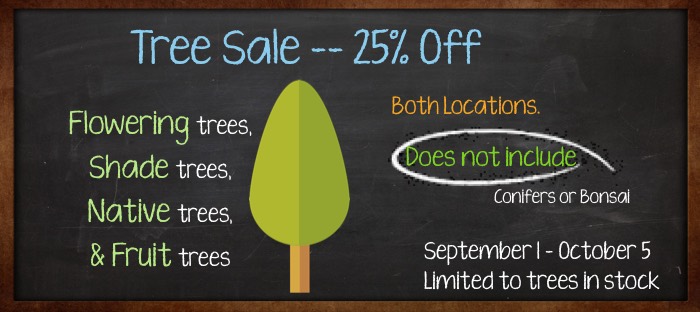 Tree Sale -- 25% Off
Flowering trees,
Shade trees,
Native trees,
& Fruit trees
Both Locations.
Does not include
Conifers or Bonsai
September 1 - October 5
Limited to trees in stock